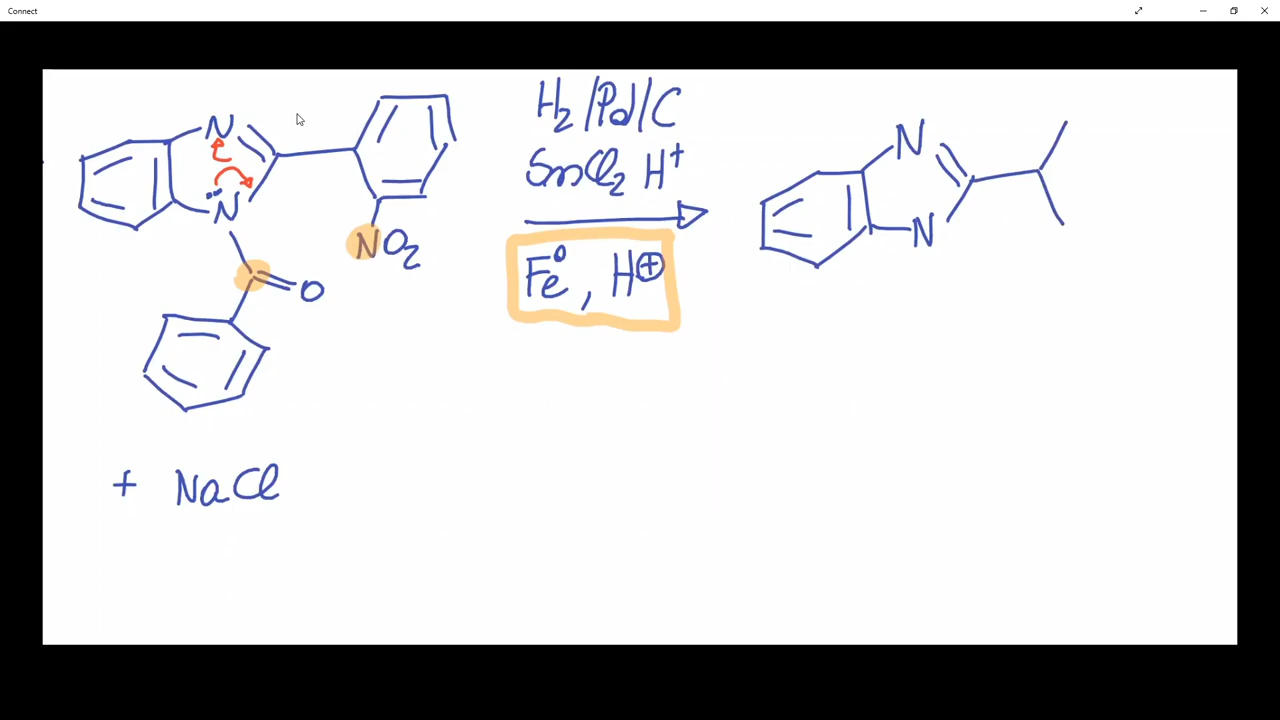 Connect
H₂/Pd/C
SnCl₂ H⁺
Fe⁰, H⊕
N
N
NO₂
O
N
N
+ NaCl